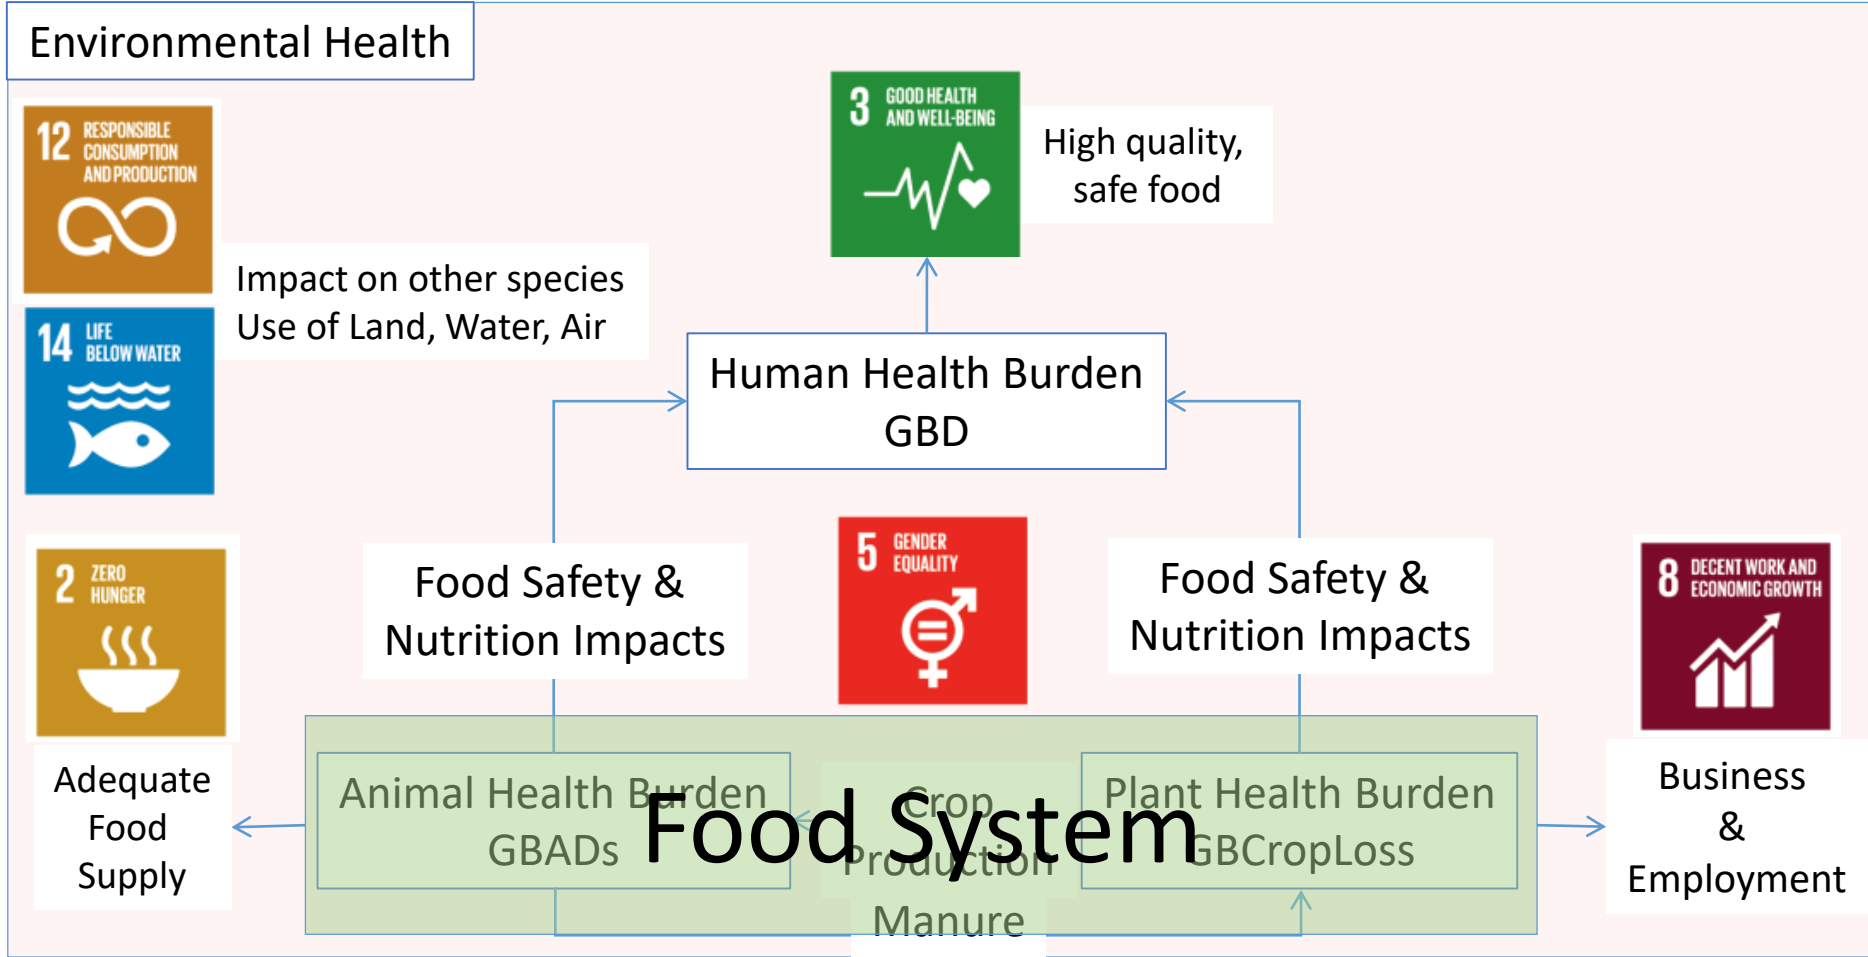 Environmental Health
12 RESPONSIBLE
CONSUMPTION
AND PRODUCTION
3 GOOD HEALTH
AND WELL-BEING
High quality,
safe food
Impact on other species
Use of Land, Water, Air
14 LIFE
BELOW WATER
Human Health Burden
GBD
2 ZERO
HUNGER
Food Safety &
Nutrition Impacts
5 GENDER
EQUALITY
Food Safety &
Nutrition Impacts
8 DECENT WORK AND
ECONOMIC GROWTH
Adequate
Food
Supply
Animal Health Burden
GBADs
Food System
Crop
Production
Manure
Plant Health Burden
GBCropLoss
Business
&
Employment